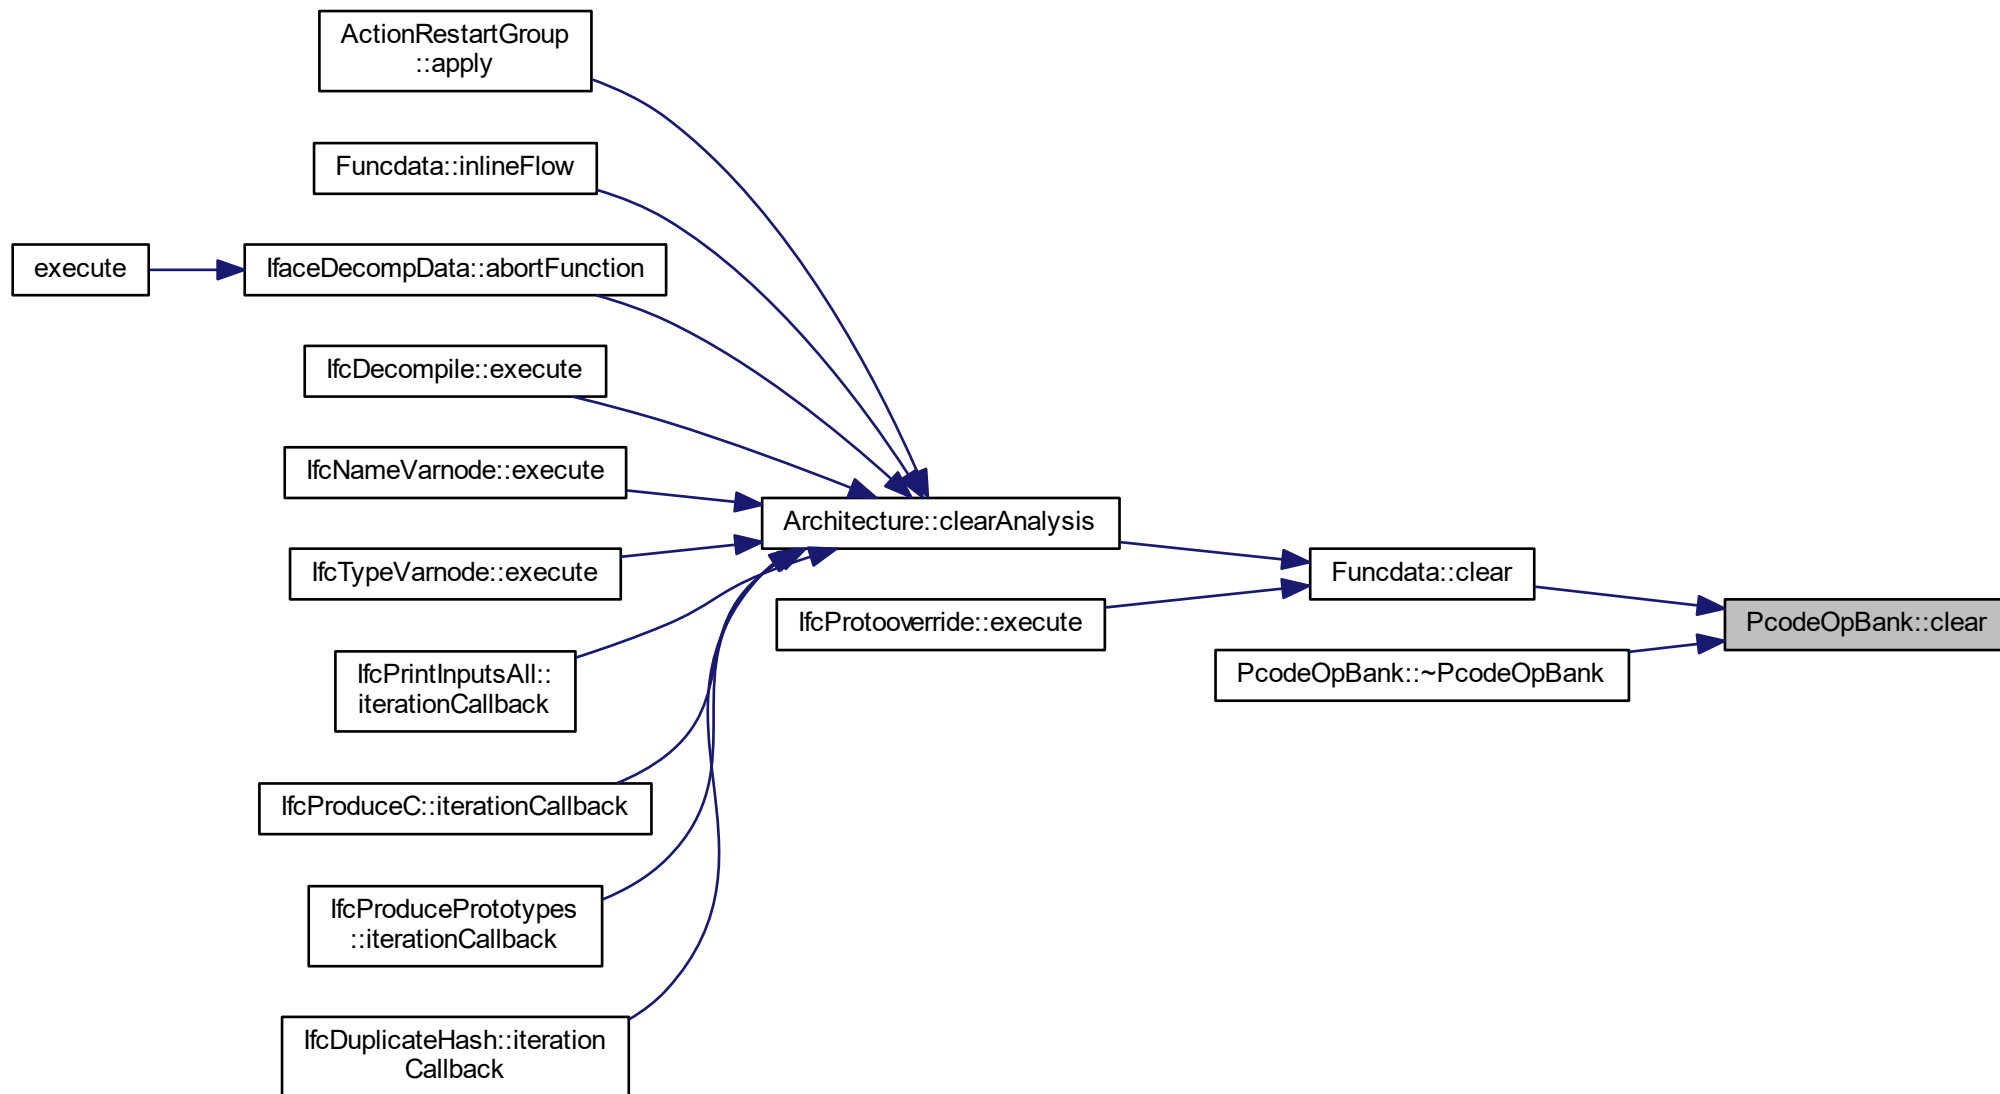 ActionRestartGroup
::apply
Funcdata::inlineFlow
execute
IfaceDecompData::abortFunction
IfcDecompile::execute
IfcNameVarnode::execute
Architecture::clearAnalysis
IfcTypeVarnode::execute
Funcdata::clear
IfcProtooverride::execute
PcodeOpBank::clear
PcodeOpBank::~PcodeOpBank
IfcPrintInputsAll::
iterationCallback
IfcProduceC::iterationCallback
IfcProducePrototypes
::iterationCallback
IfcDuplicateHash::iteration
Callback